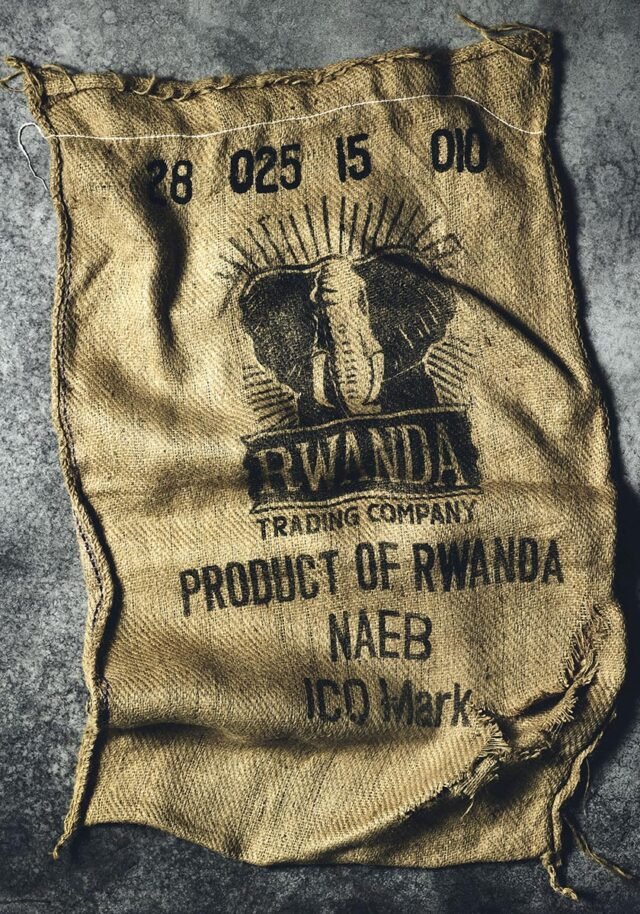 28 025 15 010
RWANDA
TRADING COMPANY
PRODUCT OF RWANDA
NAEB
ICO Mark